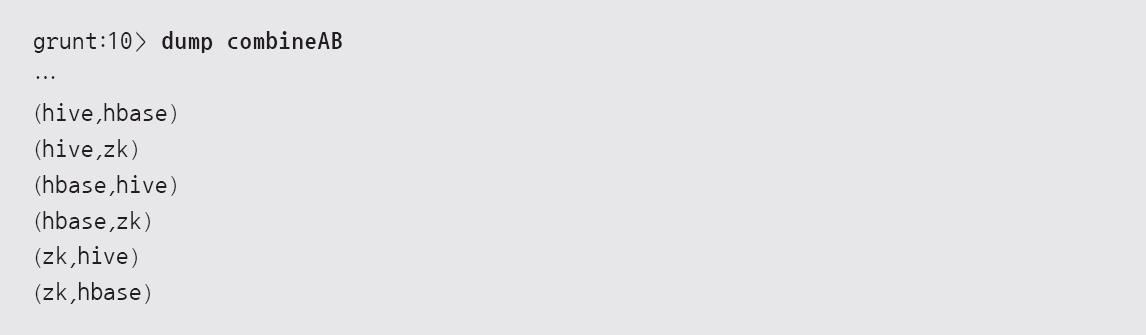 grunt:10> dump combineAB
…
(hive,hbase)
(hive,zk)
(hbase,hive)
(hbase,zk)
(zk,hive)
(zk,hbase)